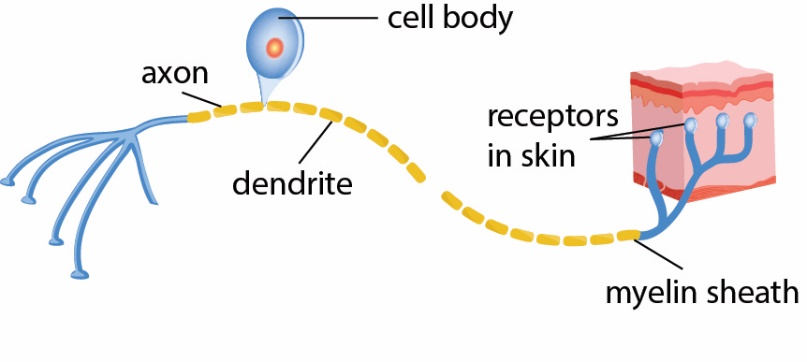 cell body
axon
receptors
in skin
dendrite
myelin sheath